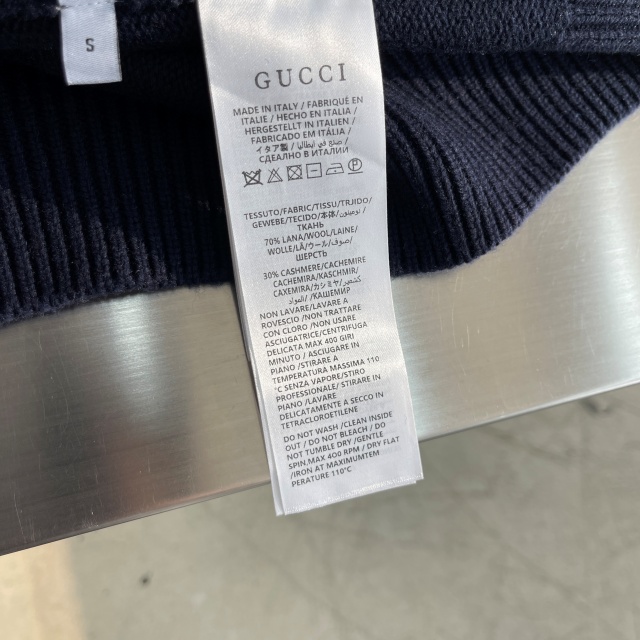 S
GUCCI
MADE IN ITALY / FABRIQUÉ EN
ITALIE / HECHO EN ITALIA /
HERGESTELLT IN ITALIEN /
FABRICADO EM ITÁLIA /
イタリア製 / صنع في ايطاليا /
СДЕЛАНО В ИТАЛИИ
TESSUTO/FABRIC/TISSU/TRIJDO/
GEWEBE/TECIDO/本体/
ТКАНЬ
70% LANA/WOOL/LAINE/
WOLLE/LÃ/ウール/صوف/
ШЕРСТЬ
30% CASHMERE/CACHEMIRE
CACHEMIRA/KASCHMIR/
CAXEMIRA/カシミヤ/كشمير/
КАШЕМИР
NON LAVARE/LAVARE A
ROVESCIO / NON TRATTARE
CON CLORO / NON USARE
ASCIUGATRICE/CENTRIFUGA
DELICATA MAX 400 GIRI
MINUTO / ASCIUGARE IN
PIANO /STIRARE A
TEMPERATURA MASSIMA 110
°C SENZA VAPORE/STIRO
PROFESSIONALE/ STIRARE
PIANO /LAVARE
DELICATAMENTE A SECCO IN
TETRACLOROETILENE
DO NOT WASH /CLEAN INSIDE
OUT / DO NOT BLEACH / DO
NOT TUMBLE DRY /GENTLE
SPIN MAX 400 RPM / DRY FLAT
/IRON AT MAXIMUMTEM
PERATURE 110°C